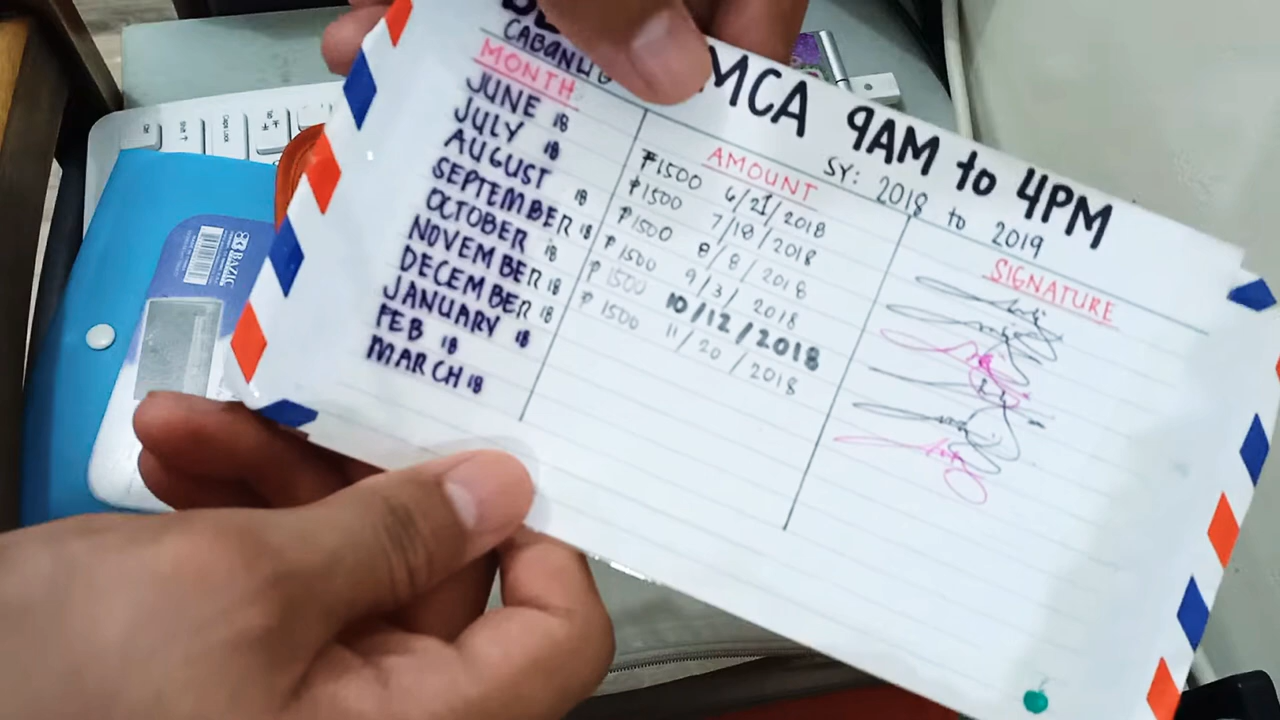 MCA 9AM to 4PM
SY: 2018 to 2019
MONTH AMOUNT SIGNATURE
JUNE 18 ₱1500 6/21/2018
JULY 18 ₱1500 7/18/2018
AUGUST 18 ₱1500 8/8/2018
SEPTEMBER 18 ₱1500 9/3/2018
OCTOBER 18 ₱1500 10/12/2018
NOVEMBER 18 ₱1500 11/20/2018
DECEMBER 18
JANUARY 18
FEB 18
MARCH 18
BAZIC
Caps Lock